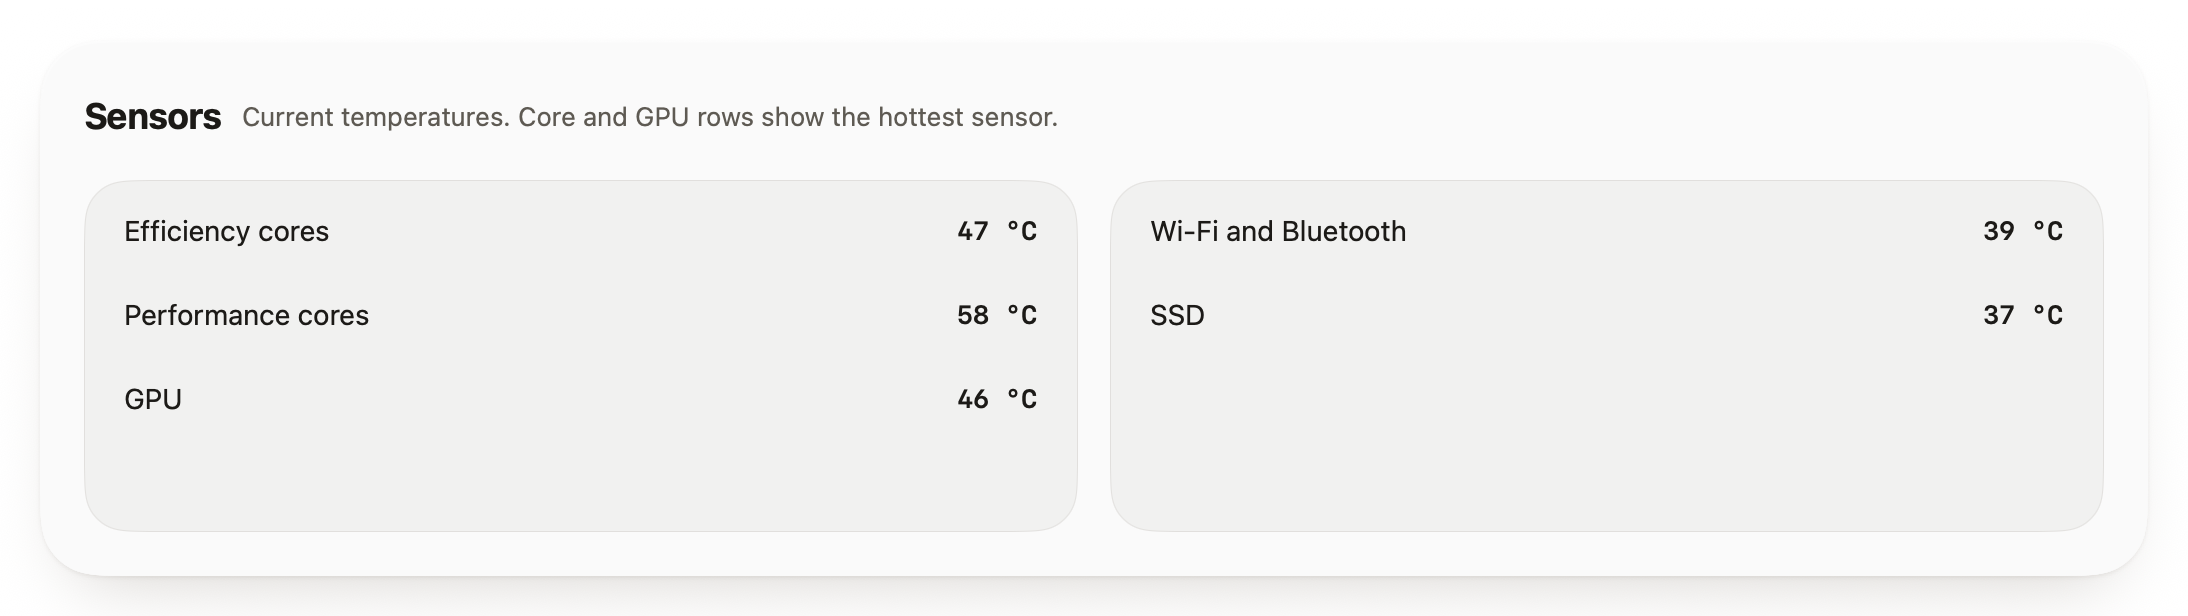 Sensors Current temperatures. Core and GPU rows show the hottest sensor.
Efficiency cores 47 °C
Performance cores 58 °C
GPU 46 °C
Wi-Fi and Bluetooth 39 °C
SSD 37 °C